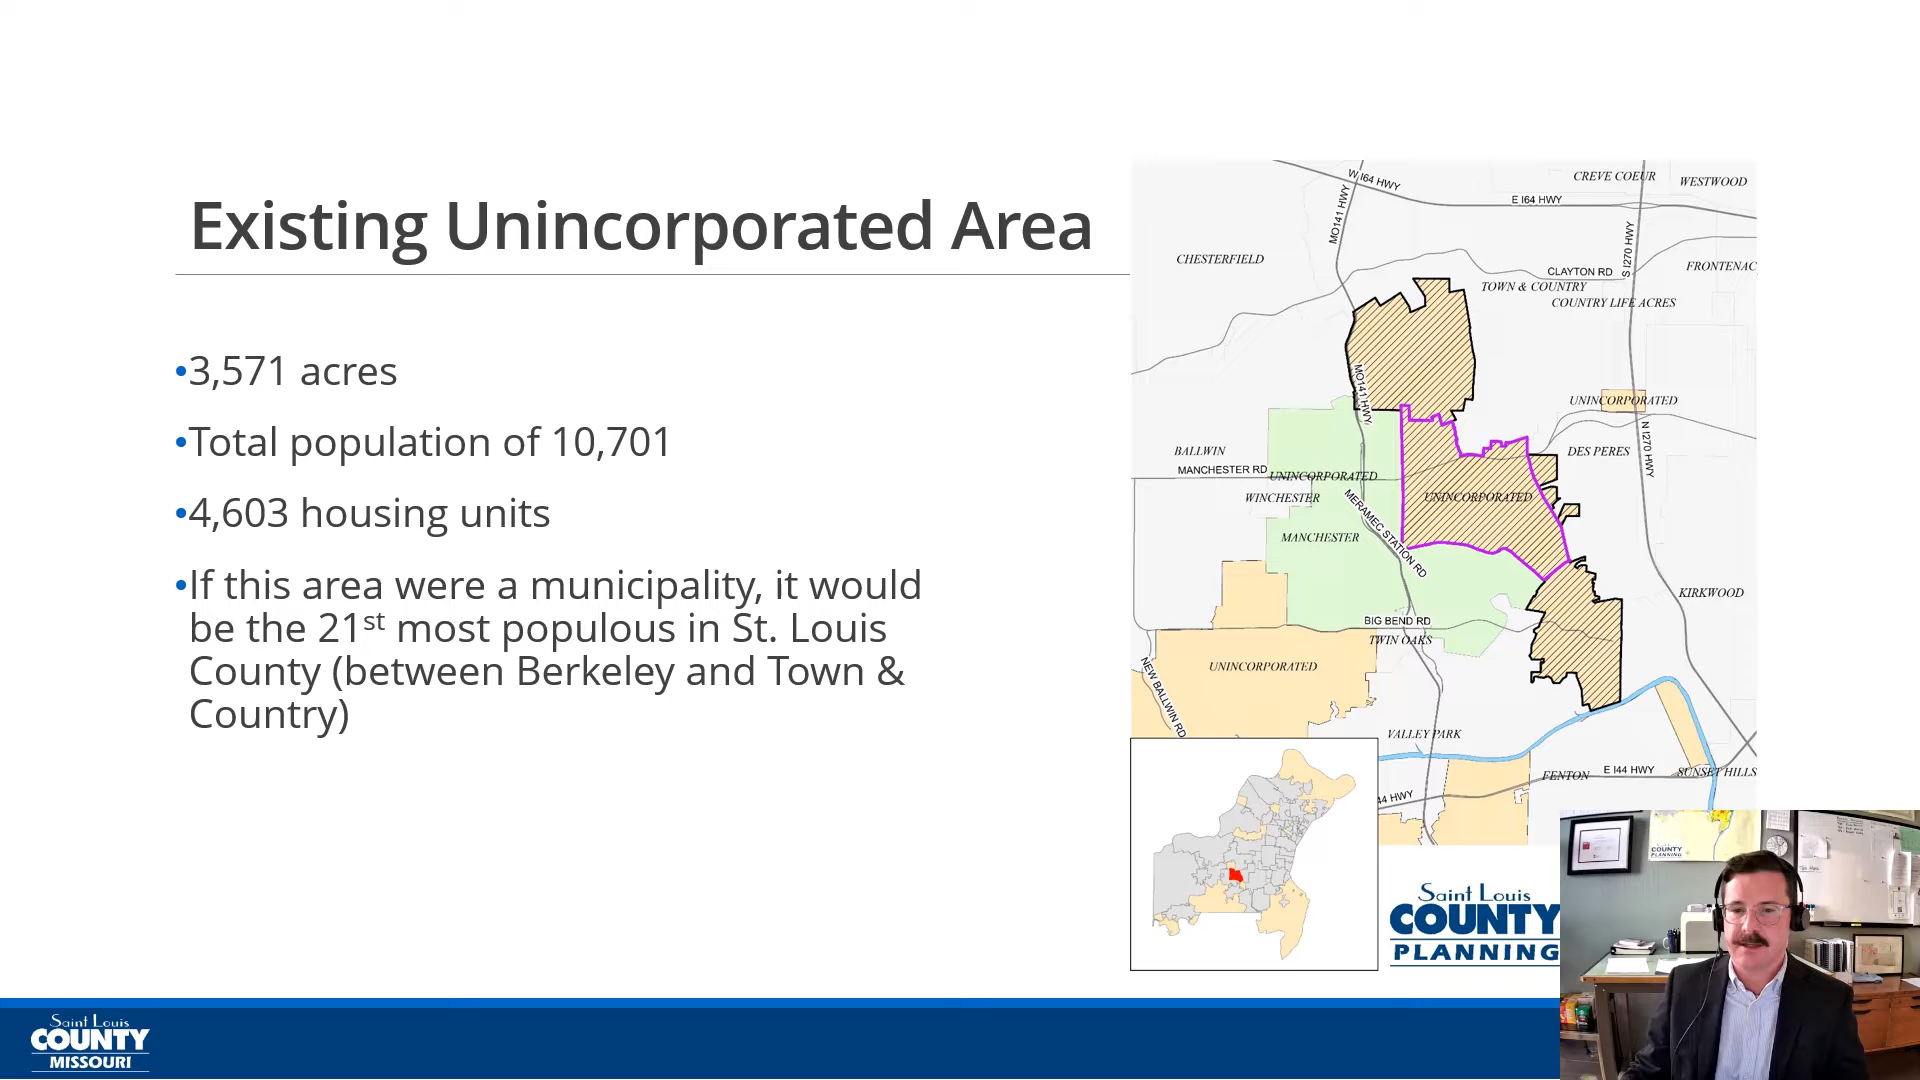 Existing Unincorporated Area
•3,571 acres
•Total population of 10,701
•4,603 housing units
•If this area were a municipality, it would
be the 21st most populous in St. Louis
County (between Berkeley and Town &
Country)
W I64 HWY
CREVE COEUR
WESTWOOD
E I64 HWY
MO141 HWY
S I270 HWY
CHESTERFIELD
CLAYTON RD
FRONTENAC
TOWN & COUNTRY
COUNTRY LIFE ACRES
MO141 HWY
UNINCORPORATED
N I270 HWY
BALLWIN
DES PERES
MANCHESTER RD
UNINCORPORATED
WINCHESTER
UNINCORPORATED
MERAMEC STATION RD
MANCHESTER
KIRKWOOD
BIG BEND RD
TWIN OAKS
UNINCORPORATED
NEW BALLWIN RD
VALLEY PARK
FENTON
E I44 HWY
SUNSET HILLS
44 HWY
Saint Louis
COUNTY
PLANNING
COUNTY
PLANNING
Saint Louis
COUNTY
MISSOURI